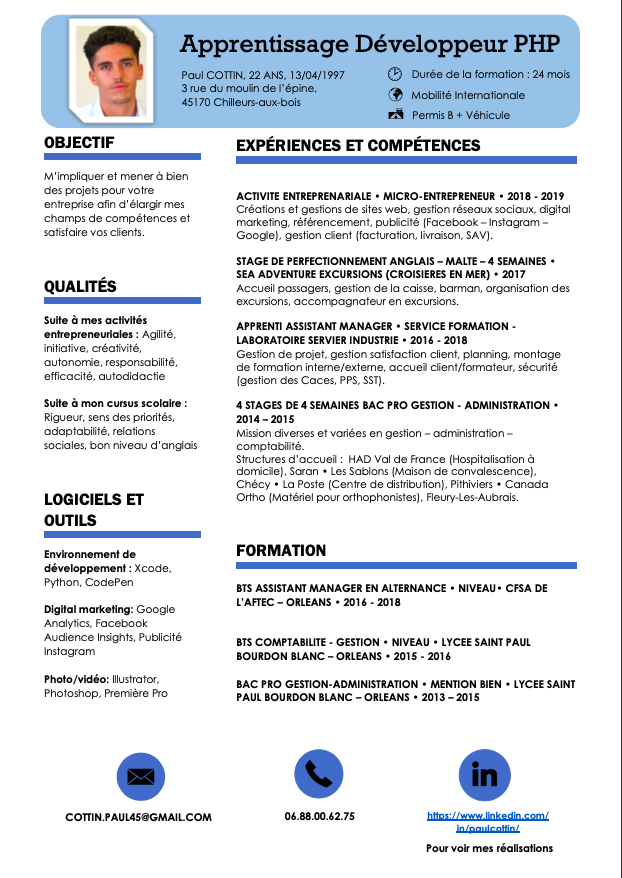 Apprentissage Développeur PHP
Paul COTTIN, 22 ANS, 13/04/1997
3 rue du moulin de l'épine,
45170 Chilleurs-aux-bois
Durée de la formation : 24 mois
Mobilité Internationale
Permis B + Véhicule
OBJECTIF
M'impliquer et mener à bien
des projets pour votre
entreprise afin d'élargir mes
champs de compétences et
satisfaire vos clients.
QUALITÉS
Suite à mes activités
entrepreneuriales : Agilité,
initiative, créativité,
autonomie, responsabilité,
efficacité, autodidactie
Suite à mon cursus scolaire :
Rigueur, sens des priorités,
adaptabilité, relations
sociales, bon niveau d'anglais
LOGICIELS ET
OUTILS
Environnement de
développement : Xcode,
Python, CodePen
Digital marketing: Google
Analytics, Facebook
Audience Insights, Publicité
Instagram
Photo/vidéo: Illustrator,
Photoshop, Première Pro
EXPÉRIENCES ET COMPÉTENCES
ACTIVITE ENTREPRENARIALE • MICRO-ENTREPRENEUR • 2018 - 2019
Créations et gestions de sites web, gestion réseaux sociaux, digital
marketing, référencement, publicité (Facebook – Instagram –
Google), gestion client (facturation, livraison, SAV).
STAGE DE PERFECTIONNEMENT ANGLAIS – MALTE – 4 SEMAINES •
SEA ADVENTURE EXCURSIONS (CROISIERES EN MER) • 2017
Accueil passagers, gestion de la caisse, barman, organisation des
excursions, accompagnateur en excursions.
APPRENTI ASSISTANT MANAGER • SERVICE FORMATION -
LABORATOIRE SERVIER INDUSTRIE • 2016 - 2018
Gestion de projet, gestion satisfaction client, planning, montage
de formation interne/externe, accueil client/formateur, sécurité
(gestion des Caces, PPS, SST).
4 STAGES DE 4 SEMAINES BAC PRO GESTION - ADMINISTRATION •
2014 – 2015
Mission diverses et variées en gestion – administration –
comptabilité.
Structures d'accueil : HAD Val de France (Hospitalisation à
domicile), Saran • Les Sablons (Maison de convalescence),
Chécy • La Poste (Centre de distribution), Pithiviers • Canada
Ortho (Matériel pour orthophonistes), Fleury-Les-Aubrais.
FORMATION
BTS ASSISTANT MANAGER EN ALTERNANCE • NIVEAU• CFSA DE
L'AFTEC – ORLEANS • 2016 - 2018
BTS COMPTABILITE - GESTION • NIVEAU • LYCEE SAINT PAUL
BOURDON BLANC – ORLEANS • 2015 - 2016
BAC PRO GESTION-ADMINISTRATION • MENTION BIEN • LYCEE SAINT
PAUL BOURDON BLANC – ORLEANS • 2013 – 2015
COTTIN.PAUL45@GMAIL.COM
06.88.00.62.75
in
https://www.linkedin.com/
in/paulcottin/
Pour voir mes réalisations